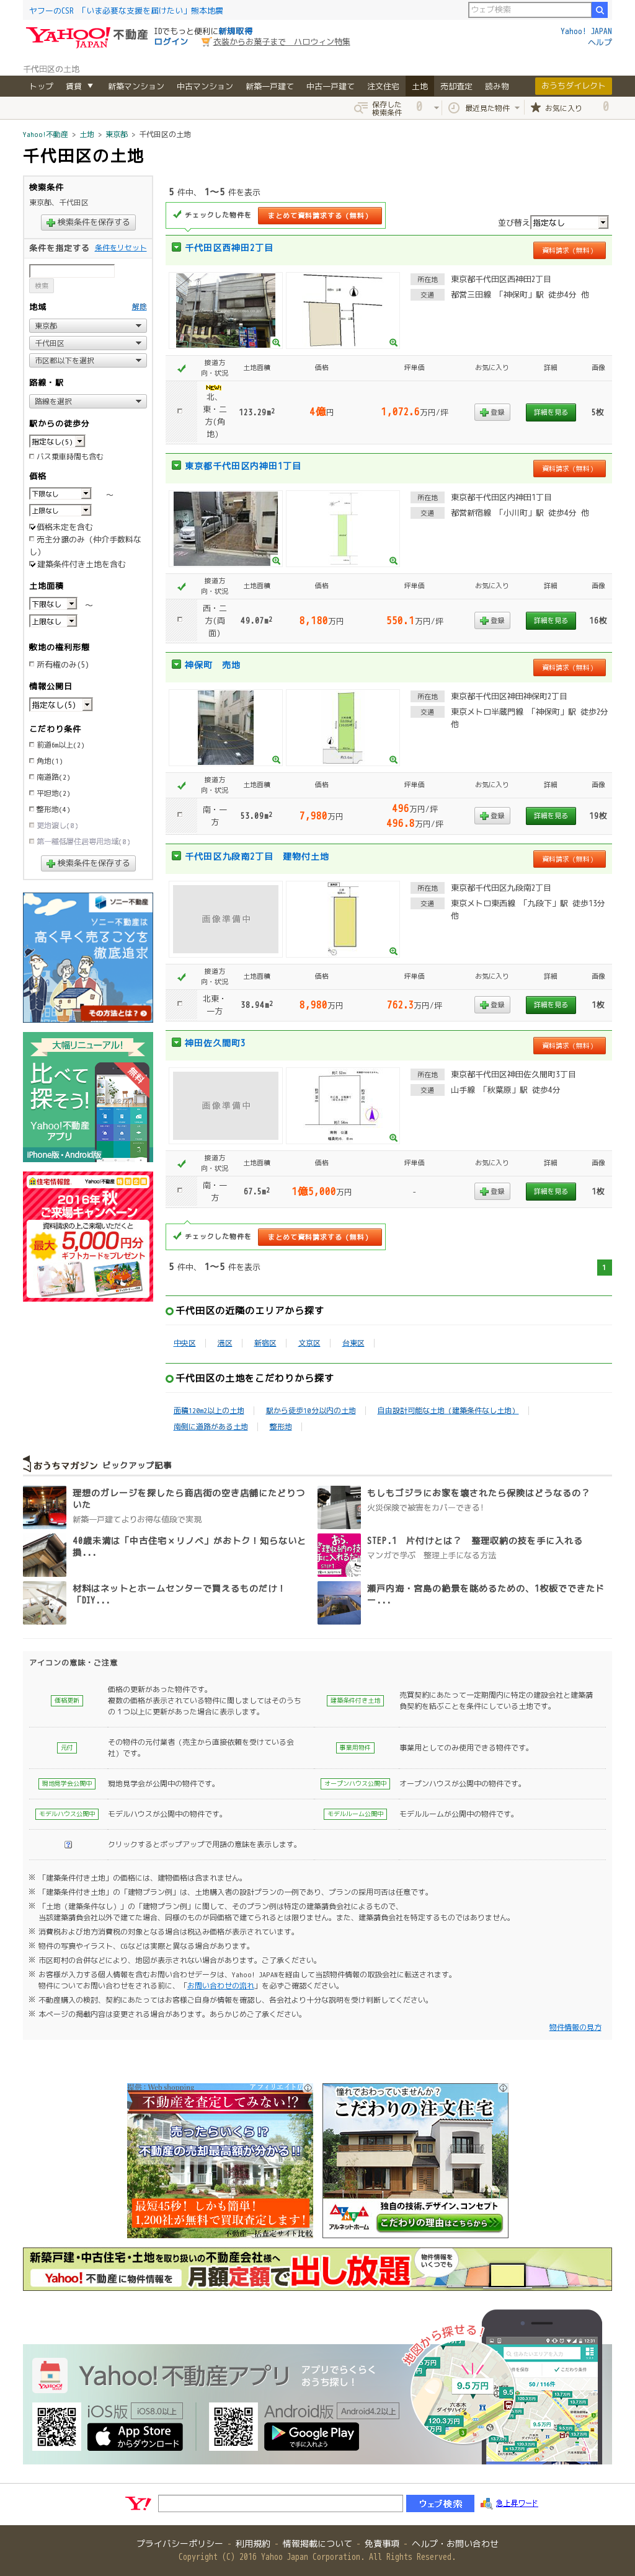 ヤフーのCSR 「いま必要な支援を届けたい」熊本地震
ウェブ検索
YAHOO! JAPAN 不動産
IDでもっと便利に新規取得
ログイン 衣装からお菓子まで ハロウィン特集
Yahoo! JAPAN
ヘルプ
千代田区の土地
トップ 賃貸 ▼ 新築マンション 中古マンション 新築一戸建て 中古一戸建て 注文住宅 土地 売却査定 読み物 おうちダイレクト
保存した検索条件 0 最近見た物件 お気に入り 0
Yahoo!不動産 > 土地 > 東京都 > 千代田区の土地
千代田区の土地
検索条件
東京都、千代田区
検索条件を保存する
条件を指定する 条件をリセット
検索
地域 解除
東京都
千代田区
市区郡以下を選択
路線・駅
路線を選択
駅からの徒歩分
指定なし(5)
バス乗車時間も含む
価格
下限なし ～
上限なし
価格未定を含む
売主分譲のみ（仲介手数料なし）
建築条件付き土地を含む
土地面積
下限なし ～
上限なし
敷地の権利形態
所有権のみ(5)
情報公開日
指定なし(5)
こだわり条件
前道6m以上(2)
角地(1)
南道路(2)
平坦地(2)
整形地(4)
更地渡し(0)
第一種低層住居専用地域(0)
検索条件を保存する
ソニー不動産
ソニー不動産は
高く早く売ることを徹底追求
その方法とは？
大幅リニューアル！
比べて探そう！
無料
Yahoo!不動産アプリ
iPhone版・Android版
住宅情報館 Yahoo!不動産
2016年秋
ご来場キャンペーン
資料請求の上、ご来場いただくと
最大5,000円分
ギフトカードをプレゼント
5 件中、 1～5 件を表示
チェックした物件を まとめて資料請求する(無料)
並び替え 指定なし
千代田区西神田2丁目 資料請求(無料)
所在地 東京都千代田区西神田2丁目
交通 都営三田線 「神保町」駅 徒歩4分 他
接道方向・状況 土地面積 価格 坪単価 お気に入り 詳細 画像
NEW!
北、東・二方(角地) 123.29m² 4億円 1,072.6万円/坪 登録 詳細を見る 5枚
東京都千代田区内神田1丁目 資料請求(無料)
所在地 東京都千代田区内神田1丁目
交通 都営新宿線 「小川町」駅 徒歩4分 他
接道方向・状況 土地面積 価格 坪単価 お気に入り 詳細 画像
西・二方(両面) 49.07m² 8,180万円 550.1万円/坪 登録 詳細を見る 16枚
神保町 売地 資料請求(無料)
所在地 東京都千代田区神田神保町2丁目
交通 東京メトロ半蔵門線 「神保町」駅 徒歩2分 他
接道方向・状況 土地面積 価格 坪単価 お気に入り 詳細 画像
南・一方 53.09m² 7,980万円 496万円/坪 496.8万円/坪 登録 詳細を見る 19枚
千代田区九段南2丁目 建物付土地 資料請求(無料)
画像準備中
所在地 東京都千代田区九段南2丁目
交通 東京メトロ東西線 「九段下」駅 徒歩13分 他
接道方向・状況 土地面積 価格 坪単価 お気に入り 詳細 画像
北東・一方 38.94m² 8,980万円 762.3万円/坪 登録 詳細を見る 1枚
神田佐久間町3 資料請求(無料)
画像準備中
所在地 東京都千代田区神田佐久間町3丁目
交通 山手線 「秋葉原」駅 徒歩4分
接道方向・状況 土地面積 価格 坪単価 お気に入り 詳細 画像
南・一方 67.5m² 1億5,000万円 - 登録 詳細を見る 1枚
チェックした物件を まとめて資料請求する(無料)
5 件中、 1～5 件を表示
1
千代田区の近隣のエリアから探す
中央区 港区 新宿区 文京区 台東区
千代田区の土地をこだわりから探す
面積120m2以上の土地 駅から徒歩10分以内の土地 自由設計可能な土地（建築条件なし土地）
南側に道路がある土地 整形地
おうちマガジン ピックアップ記事
理想のガレージを探したら商店街の空き店舗にたどりついた
新築一戸建てよりお得な値段で実現
もしもゴジラにお家を壊されたら保険はどうなるの？
火災保険で被害をカバーできる!
40歳未満は「中古住宅×リノベ」がおトク！知らないと損...
STEP.1 片付けとは？ 整理収納の技を手に入れる
マンガで学ぶ 整理上手になる方法
材料はネットとホームセンターで買えるものだけ！「DIY...
瀬戸内海・宮島の絶景を眺めるための、1枚板でできたドー...
アイコンの意味・ご注意
価格更新 価格の更新があった物件です。
複数の価格が表示されている物件に関しましてはそのうちの１つ以上に更新があった場合に表示します。
建築条件付き土地 売買契約にあたって一定期間内に特定の建設会社と建築請負契約を結ぶことを条件にしている土地です。
元付 その物件の元付業者（売主から直接依頼を受けている会社）です。
事業用物件 事業用としてのみ使用できる物件です。
現地見学会公開中 現地見学会が公開中の物件です。
オープンハウス公開中 オープンハウスが公開中の物件です。
モデルハウス公開中 モデルハウスが公開中の物件です。
モデルルーム公開中 モデルルームが公開中の物件です。
クリックするとポップアップで用語の意味を表示します。
※ 「建築条件付き土地」の価格には、建物価格は含まれません。
※ 「建築条件付き土地」の「建物プラン例」は、土地購入者の設計プランの一例であり、プランの採用可否は任意です。
※ 「土地（建築条件なし）」の「建物プラン例」に関して、そのプラン例は特定の建築請負会社によるもので、
当該建築請負会社以外で建てた場合、同様のものが同価格で建てられるとは限りません。また、建築請負会社を特定するものではありません。
※ 消費税および地方消費税の対象となる場合は税込み価格が表示されています。
※ 物件の写真やイラスト、CGなどは実際と異なる場合があります。
※ 市区町村の合併などにより、地図が表示されない場合があります。ご了承ください。
※ お客様が入力する個人情報を含むお問い合わせデータは、Yahoo! JAPANを経由して当該物件情報の取扱会社に転送されます。
物件についてお問い合わせをされる前に、「お問い合わせの流れ」を必ずご確認ください。
※ 不動産購入の検討、契約にあたってはお客様ご自身が情報を確認し、各会社より十分な説明を受け判断してください。
※ 本ページの掲載内容は変更される場合があります。あらかじめご了承ください。
物件情報の見方
不動産を査定してみない!?
売ったらいくら!?
不動産の売却最高額が分かる!!
最短45秒！しかも簡単！
1,200社が無料で買取査定します！
不動産一括査定サイト比較
憧れでおわっていませんか？
こだわりの注文住宅
アルネットホーム
独自の技術、デザイン、コンセプト
こだわりの理由はこちらから
新築戸建・中古住宅・土地を取り扱いの不動産会社様へ
Yahoo!不動産に物件情報を 月額定額で出し放題
物件情報をいくつでも
Yahoo!不動産アプリ アプリでらくらくおうち探し！
iOS版 iOS8.0以上
App Store からダウンロード
Android版 Android4.2以上
Google Play で手に入れよう
地図から探せる！
9.5万円
ウェブ検索 急上昇ワード
プライバシーポリシー - 利用規約 - 情報掲載について - 免責事項 - ヘルプ・お問い合わせ
Copyright (C) 2016 Yahoo Japan Corporation. All Rights Reserved.